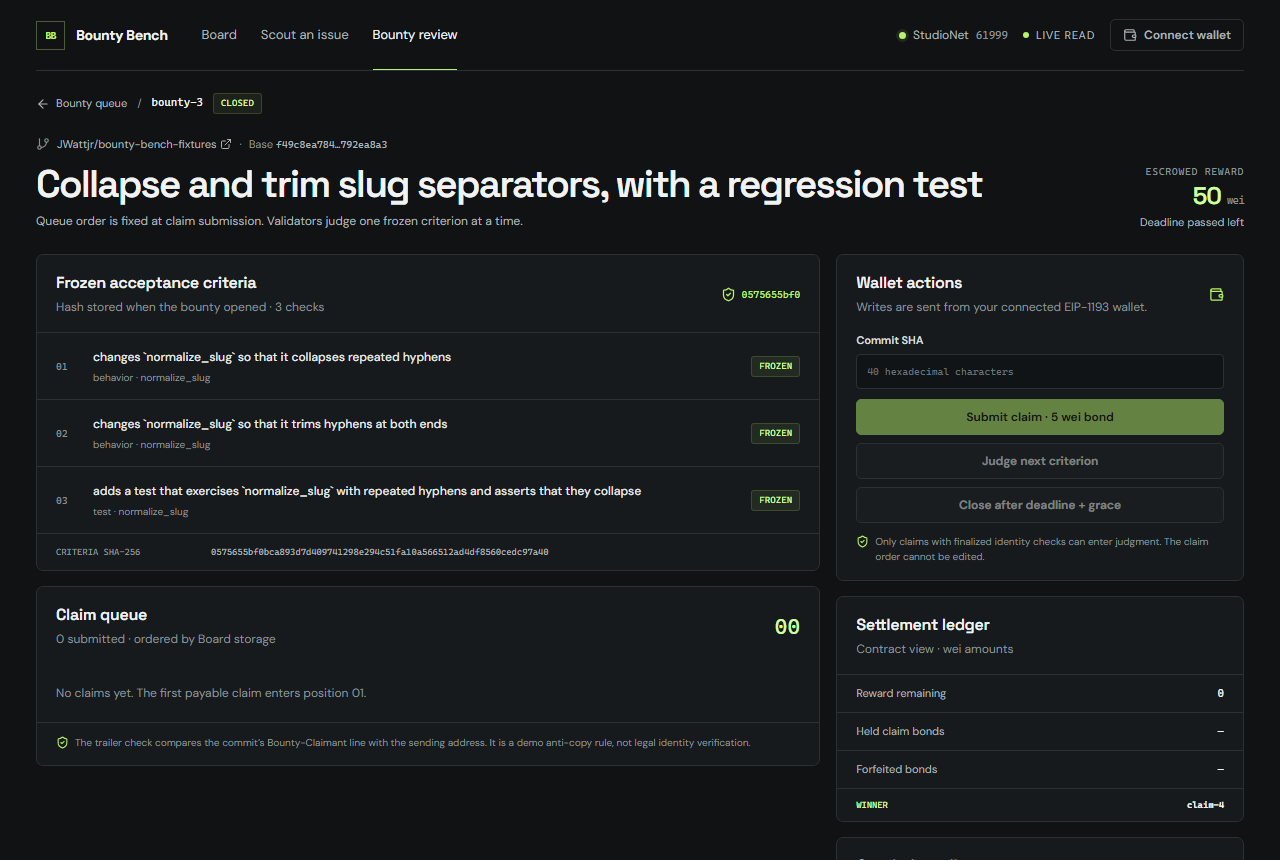 BB Bounty Bench Board Scout an issue Bounty review StudioNet 61999 LIVE READ Connect wallet
Bounty queue / bounty-3 CLOSED
JWattjr/bounty-bench-fixtures · Base f49c8ea784…792ea8a3
Collapse and trim slug separators, with a regression test
Queue order is fixed at claim submission. Validators judge one frozen criterion at a time.
ESCROWED REWARD
50 wei
Deadline passed left
Frozen acceptance criteria
Hash stored when the bounty opened · 3 checks
0575655bf0
01 changes `normalize_slug` so that it collapses repeated hyphens FROZEN
behavior · normalize_slug
02 changes `normalize_slug` so that it trims hyphens at both ends FROZEN
behavior · normalize_slug
03 adds a test that exercises `normalize_slug` with repeated hyphens and asserts that they collapse FROZEN
test · normalize_slug
CRITERIA SHA-256 0575655bf0bca893d7d409741298e294c51fa10a566512ad4df8560cedc97a40
Claim queue
0 submitted · ordered by Board storage
00
No claims yet. The first payable claim enters position 01.
The trailer check compares the commit's Bounty-Claimant line with the sending address. It is a demo anti-copy rule, not legal identity verification.
Wallet actions
Writes are sent from your connected EIP-1193 wallet.
Commit SHA
40 hexadecimal characters
Submit claim · 5 wei bond
Judge next criterion
Close after deadline + grace
Only claims with finalized identity checks can enter judgment. The claim
order cannot be edited.
Settlement ledger
Contract view · wei amounts
Reward remaining 0
Held claim bonds –
Forfeited bonds –
WINNER claim-4